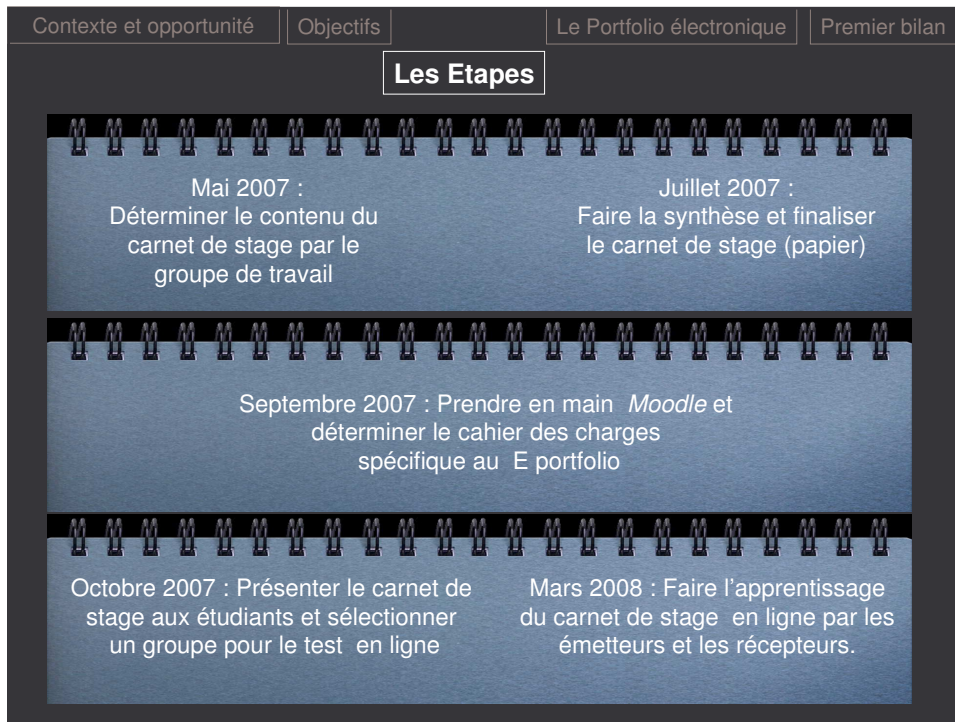 Contexte et opportunité
Objectifs
Le Portfolio électronique
Premier bilan
Les Etapes
Mai 2007 :
Déterminer le contenu du
carnet de stage par le
groupe de travail
Juillet 2007 :
Faire la synthèse et finaliser
le carnet de stage (papier)
Septembre 2007 : Prendre en main Moodle et
déterminer le cahier des charges
spécifique au E portfolio
Octobre 2007 : Présenter le carnet de
stage aux étudiants et sélectionner
un groupe pour le test en ligne
Mars 2008 : Faire l’apprentissage
du carnet de stage en ligne par les
émetteurs et les récepteurs.